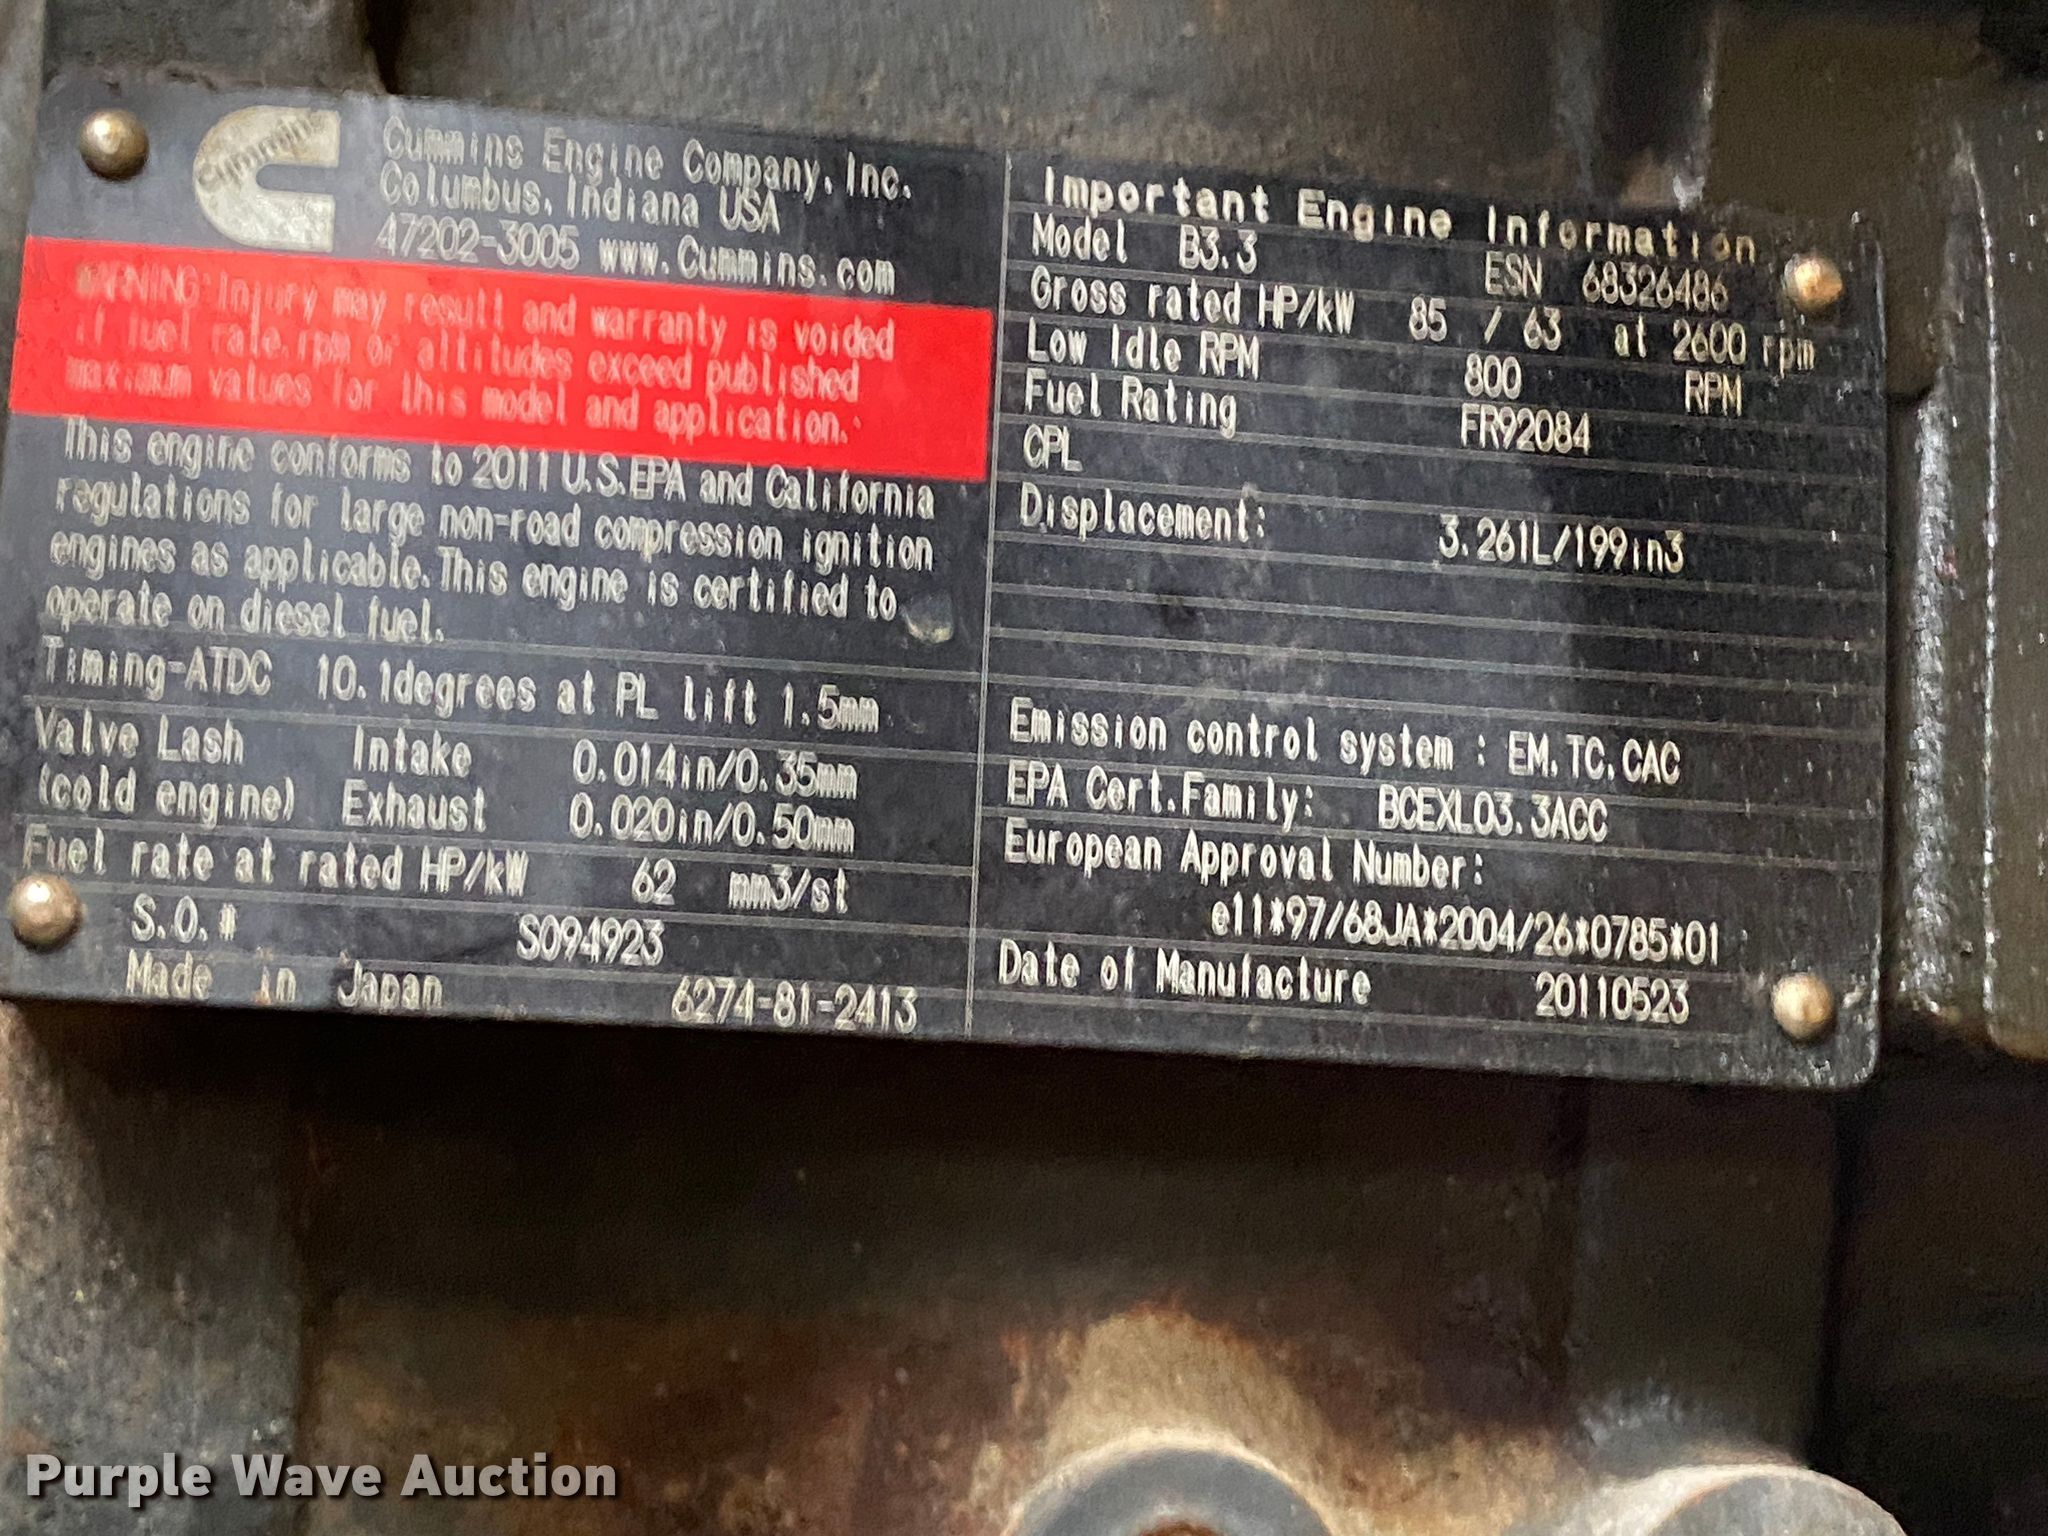 Cummins
Cummins Engine Company, Inc.
Columbus, Indiana USA
47202-3005 www.Cummins.com
WARNING: Injury may result and warranty is voided
if fuel rate.rpm or altitudes exceed published
maximum values for this model and application.
This engine conforms to 2011 U.S.EPA and California
regulations for large non-road compression ignition
engines as applicable. This engine is certified to
operate on diesel fuel.
Timing-ATDC 10.1degrees at PL lift 1.5mm
Valve Lash Intake 0.014in/0.35mm
(cold engine) Exhaust 0.020in/0.50mm
Fuel rate at rated HP/kW 62 mm3/st
S.O.# SO94923
Made in Japan 6274-81-2413
Important Engine Information
Model B3.3 ESN 68326486
Gross rated HP/kW 85 / 63 at 2600 rpm
Low Idle RPM 800 RPM
Fuel Rating FR92084
CPL
Displacement: 3.261L/199in3
Emission control system : EM.TC.CAC
EPA Cert.Family: BCEXL03.3ACC
European Approval Number:
e11*97/68JA*2004/26*0785*01
Date of Manufacture 20110523
Purple Wave Auction